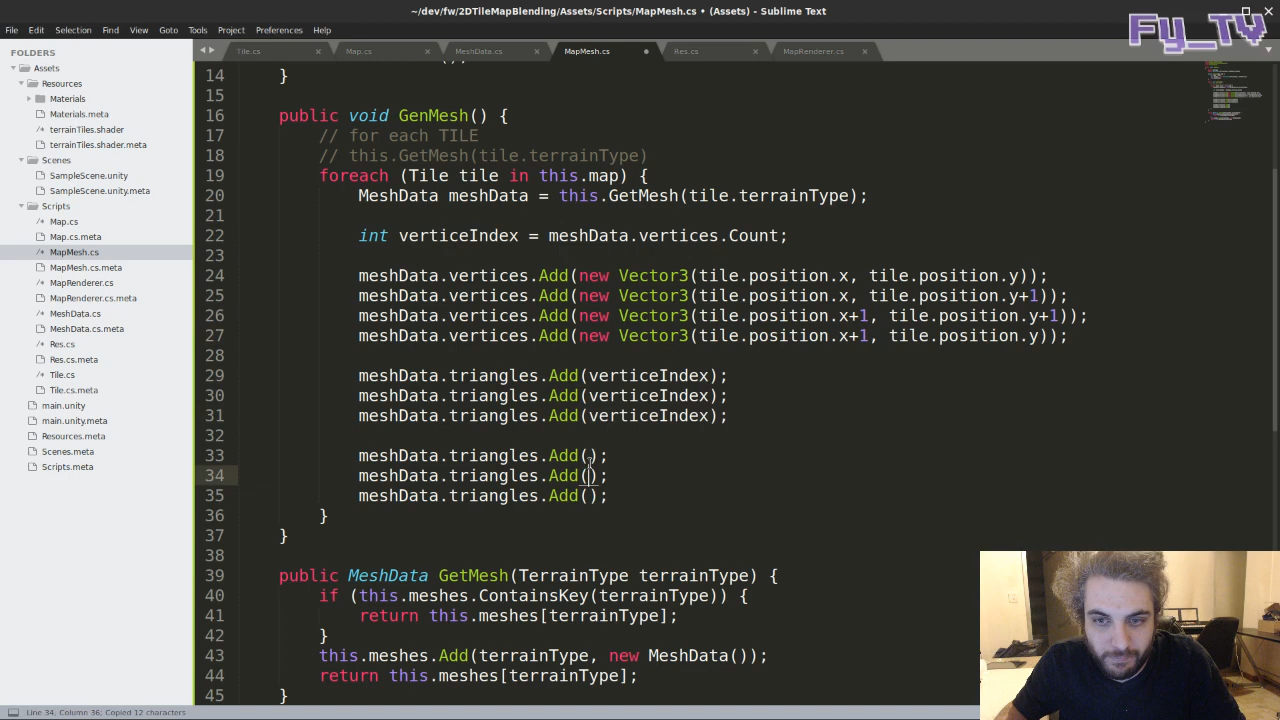 ~/dev/fw/2DTileMapBlending/Assets/Scripts/MapMesh.cs • (Assets) - Sublime Text
File Edit Selection Find View Goto Tools Project Preferences Help
Fy_TV
FOLDERS
Assets
Resources
Materials
Materials.meta
terrainTiles.shader
terrainTiles.shader.meta
Scenes
SampleScene.unity
SampleScene.unity.meta
Scripts
Map.cs
Map.cs.meta
MapMesh.cs
MapMesh.cs.meta
MapRenderer.cs
MapRenderer.cs.meta
MeshData.cs
MeshData.cs.meta
Res.cs
Res.cs.meta
Tile.cs
Tile.cs.meta
main.unity
main.unity.meta
Resources.meta
Scenes.meta
Scripts.meta
Tile.cs Map.cs MeshData.cs MapMesh.cs Res.cs MapRenderer.cs
14 }
15
16 public void GenMesh() {
17 // for each TILE
18 // this.GetMesh(tile.terrainType)
19 foreach (Tile tile in this.map) {
20 MeshData meshData = this.GetMesh(tile.terrainType);
21
22 int verticeIndex = meshData.vertices.Count;
23
24 meshData.vertices.Add(new Vector3(tile.position.x, tile.position.y));
25 meshData.vertices.Add(new Vector3(tile.position.x, tile.position.y+1));
26 meshData.vertices.Add(new Vector3(tile.position.x+1, tile.position.y+1));
27 meshData.vertices.Add(new Vector3(tile.position.x+1, tile.position.y));
28
29 meshData.triangles.Add(verticeIndex);
30 meshData.triangles.Add(verticeIndex);
31 meshData.triangles.Add(verticeIndex);
32
33 meshData.triangles.Add();
34 meshData.triangles.Add();
35 meshData.triangles.Add();
36 }
37 }
38
39 public MeshData GetMesh(TerrainType terrainType) {
40 if (this.meshes.ContainsKey(terrainType)) {
41 return this.meshes[terrainType];
42 }
43 this.meshes.Add(terrainType, new MeshData());
44 return this.meshes[terrainType];
45 }
Line 34, Column 36; Copied 12 characters